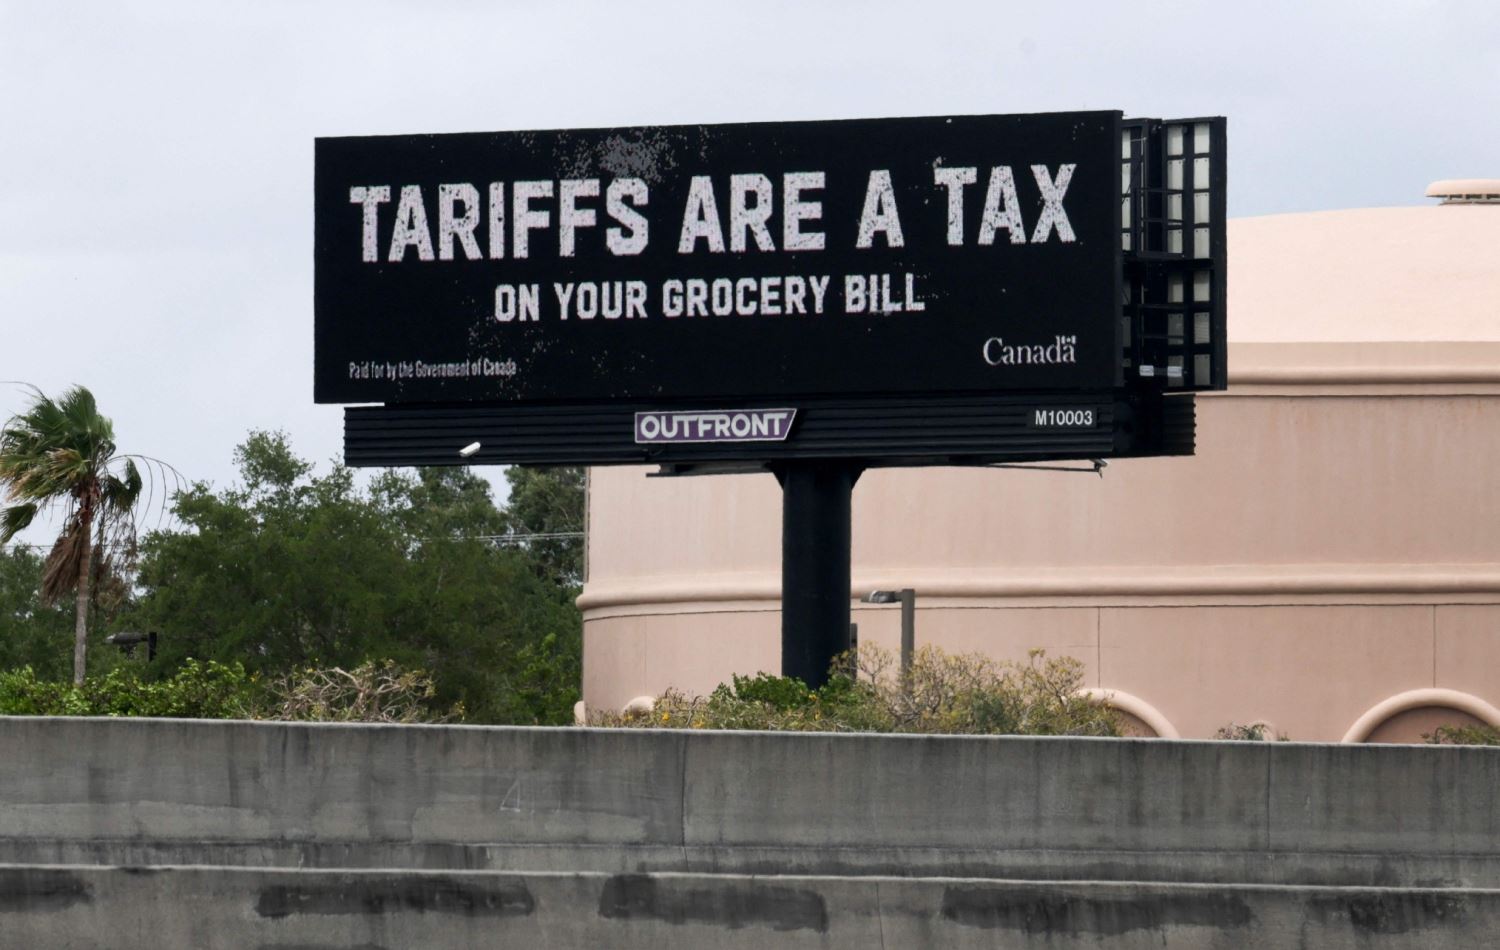 TARIFFS ARE A TAX
ON YOUR GROCERY BILL
Canada
Paid for by the Government of Canada
OUTFRONT
M10003